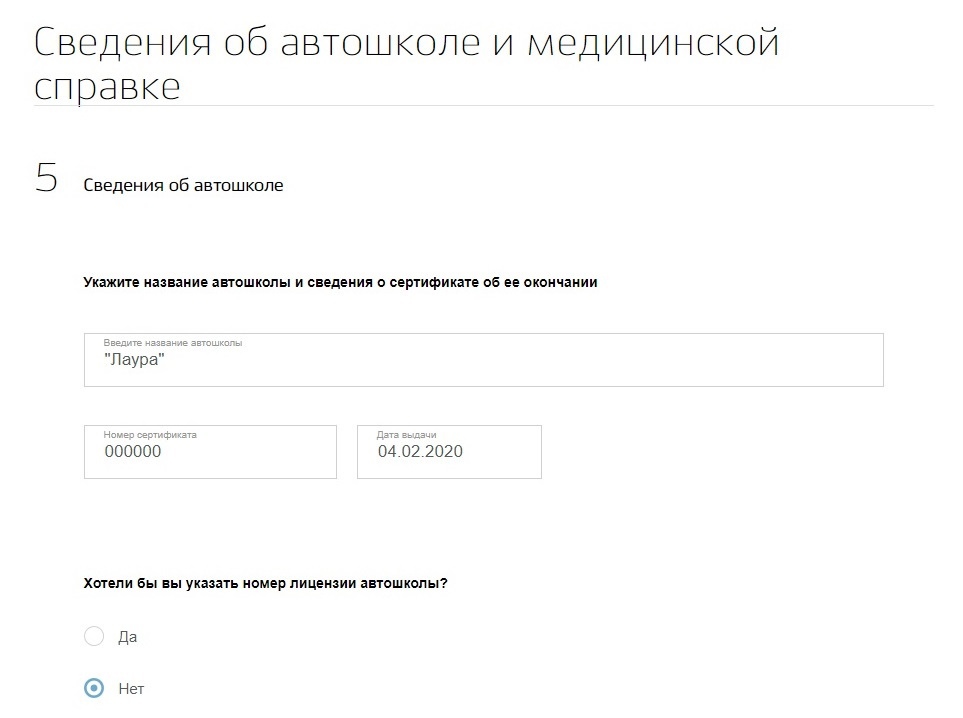 Сведения об автошколе и медицинской
справке
5 Сведения об автошколе
Укажите название автошколы и сведения о сертификате об ее окончании
Введите название автошколы
"Лаура"
Номер сертификата Дата выдачи
000000 04.02.2020
Хотели бы вы указать номер лицензии автошколы?
Да
Нет